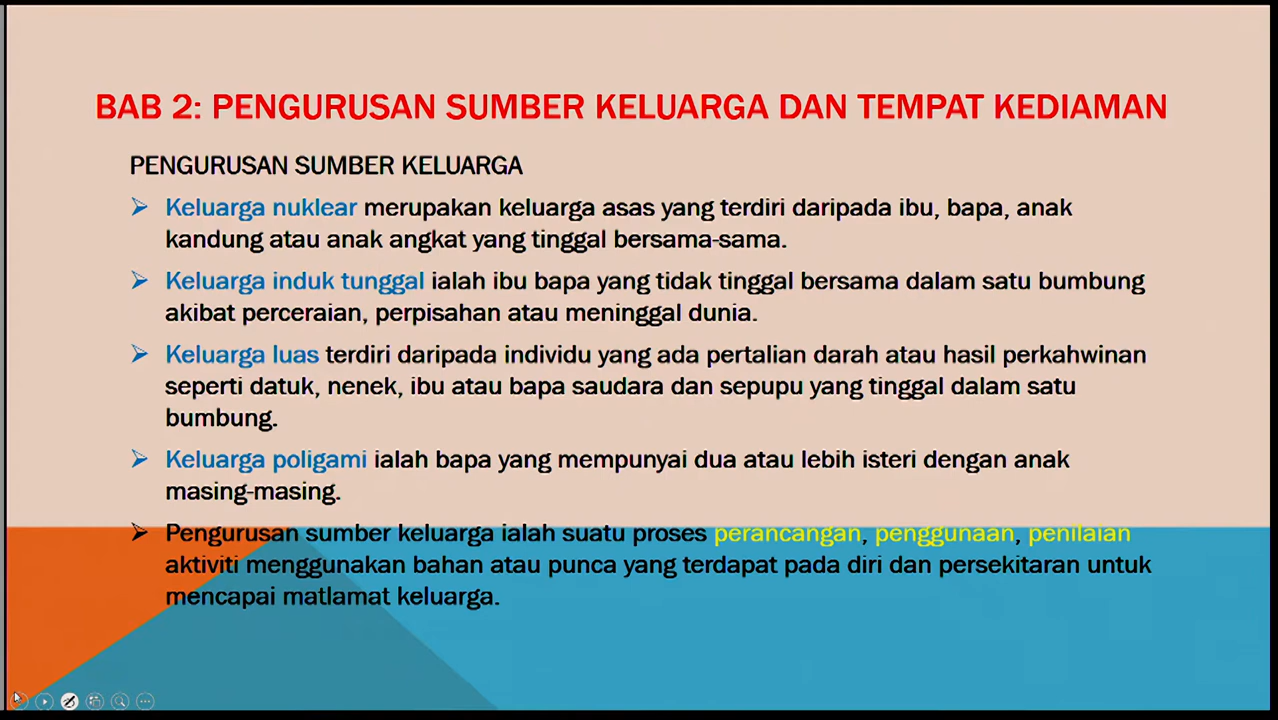 BAB 2: PENGURUSAN SUMBER KELUARGA DAN TEMPAT KEDIAMAN
PENGURUSAN SUMBER KELUARGA
Keluarga nuklear merupakan keluarga asas yang terdiri daripada ibu, bapa, anak
kandung atau anak angkat yang tinggal bersama-sama.
Keluarga induk tunggal ialah ibu bapa yang tidak tinggal bersama dalam satu bumbung
akibat perceraian, perpisahan atau meninggal dunia.
Keluarga luas terdiri daripada individu yang ada pertalian darah atau hasil perkahwinan
seperti datuk, nenek, ibu atau bapa saudara dan sepupu yang tinggal dalam satu
bumbung.
Keluarga poligami ialah bapa yang mempunyai dua atau lebih isteri dengan anak
masing-masing.
Pengurusan sumber keluarga ialah suatu proses perancangan, penggunaan, penilaian
aktiviti menggunakan bahan atau punca yang terdapat pada diri dan persekitaran untuk
mencapai matlamat keluarga.